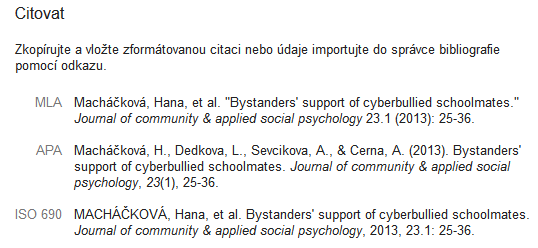 Citovat
Zkopírujte a vložte zformátovanou citaci nebo údaje importujte do správce bibliografie
pomocí odkazu.
MLA Macháčková, Hana, et al. "Bystanders' support of cyberbullied schoolmates."
Journal of community & applied social psychology 23.1 (2013): 25-36.
APA Macháčková, H., Dedkova, L., Sevcikova, A., & Cerna, A. (2013). Bystanders'
support of cyberbullied schoolmates. Journal of community & applied social
psychology, 23(1), 25-36.
ISO 690 MACHÁČKOVÁ, Hana, et al. Bystanders' support of cyberbullied schoolmates.
Journal of community & applied social psychology, 2013, 23.1: 25-36.